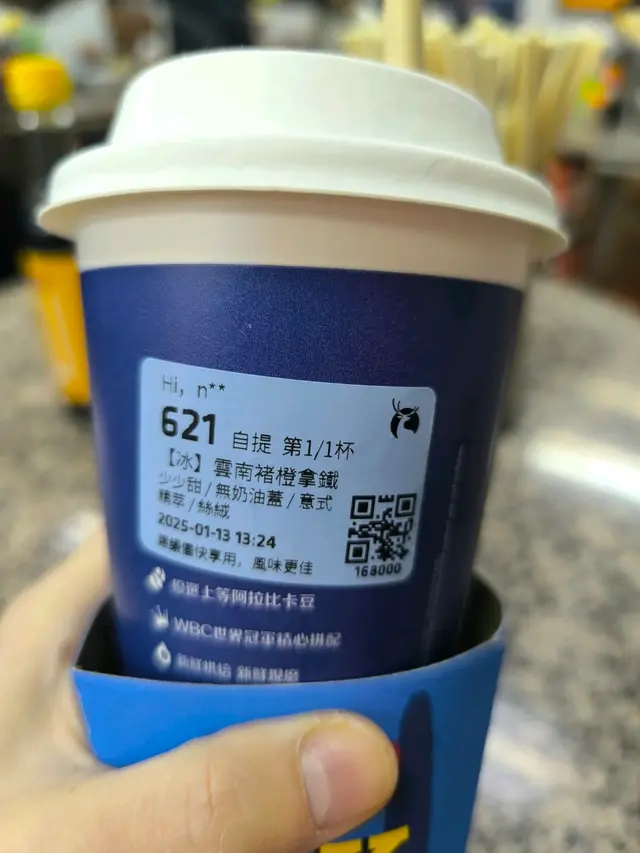 Hi, n**
621 自提 第1/1杯
【冰】雲南褚橙拿鐵
少少甜/無奶油蓋/意式
精萃/絲絨
2025-01-13 13:24
建議儘快享用，風味更佳
168000
優選上等阿拉比卡豆
WBC世界冠軍精心拼配
新鮮烘焙 新鮮現磨